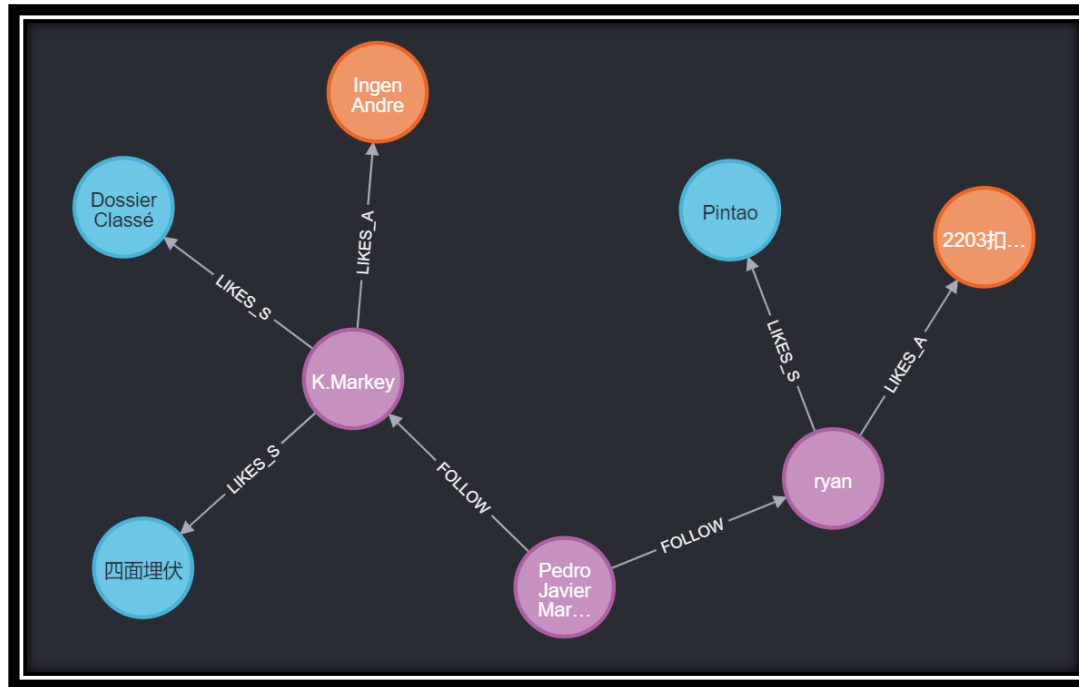 Ingen
Andre
Dossier
Classé
Pintao
2203扣…
LIKES_A
LIKES_S
LIKES_S
LIKES_A
K.Markey
LIKES_S
FOLLOW
ryan
FOLLOW
四面埋伏
Pedro
Javier
Mar…